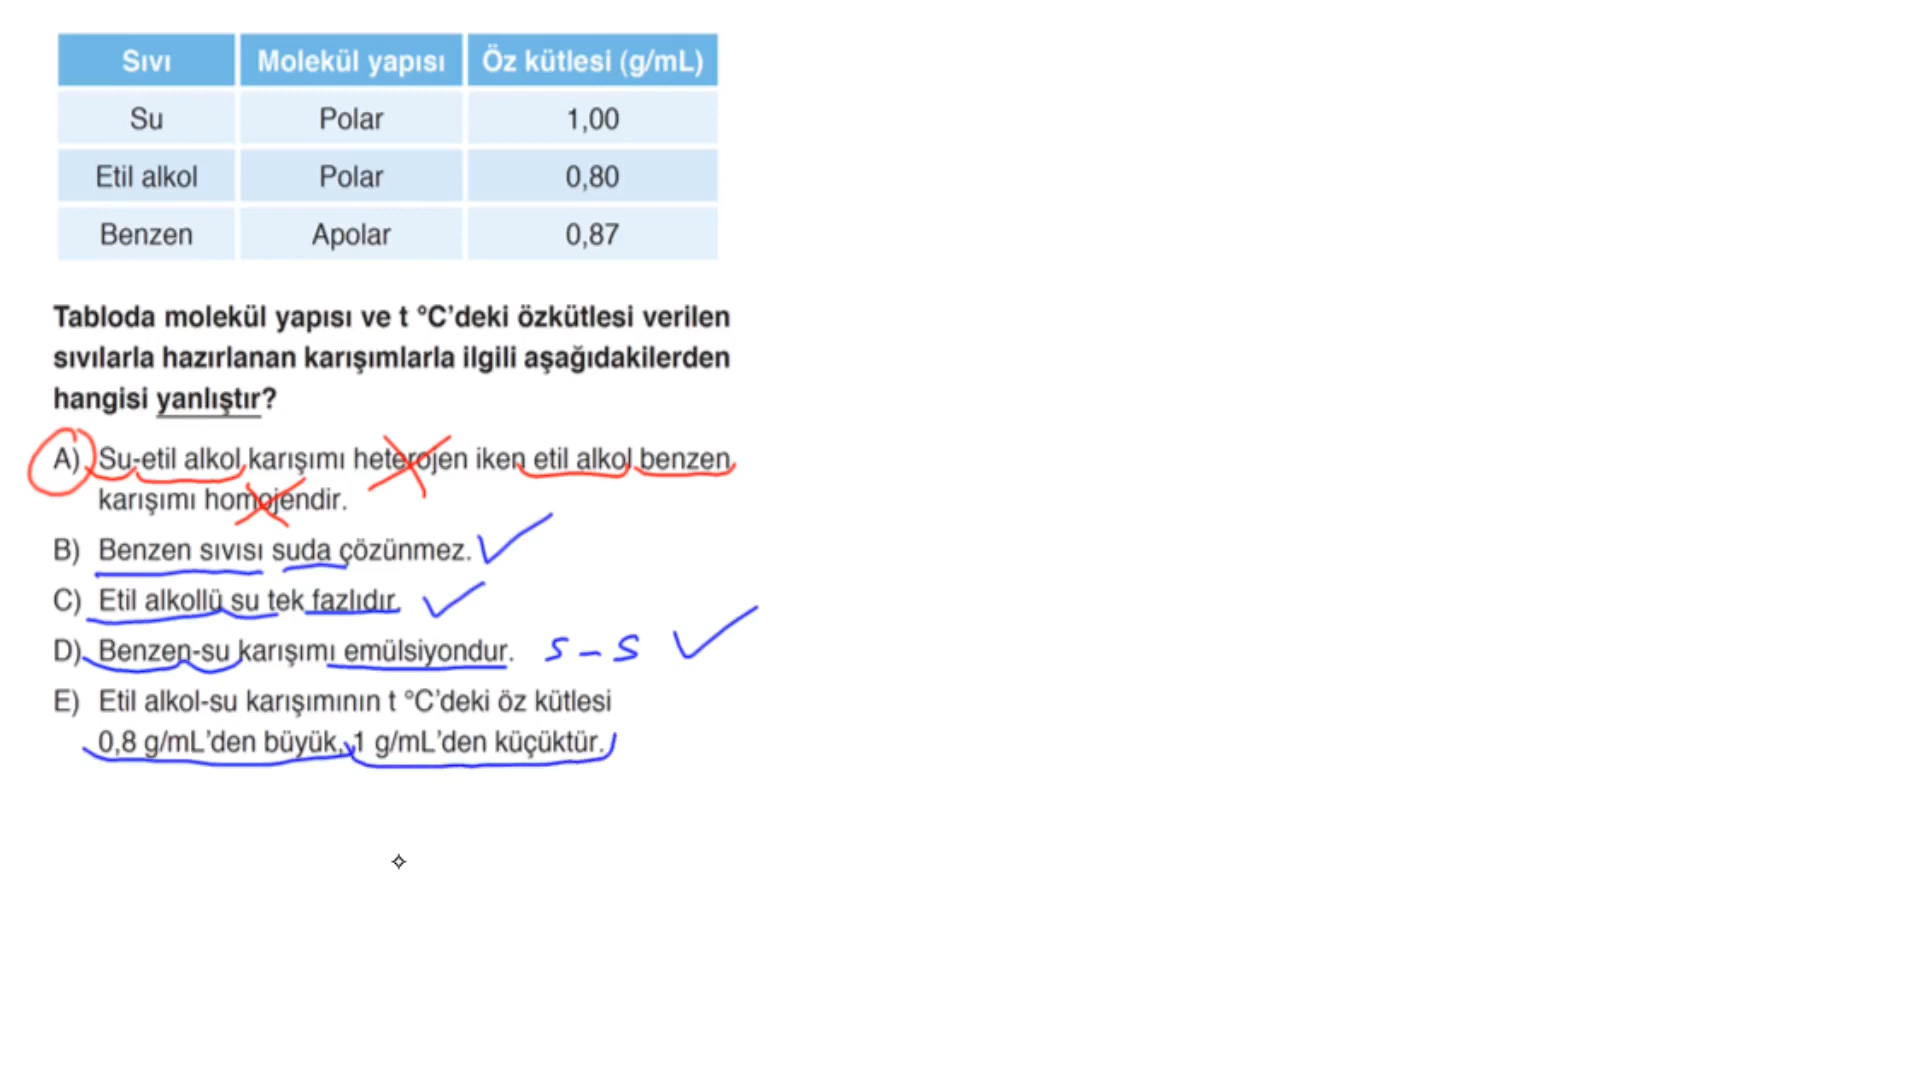 Sıvı Molekül yapısı Öz kütlesi (g/mL)
Su Polar 1,00
Etil alkol Polar 0,80
Benzen Apolar 0,87
Tabloda molekül yapısı ve t °C'deki özkütlesi verilen
sıvılarla hazırlanan karışımlarla ilgili aşağıdakilerden
hangisi yanlıştır?
A) Su-etil alkol karışımı heterojen iken etil alkol benzen
karışımı homojendir.
B) Benzen sıvısı suda çözünmez.
C) Etil alkollü su tek fazlıdır.
D) Benzen-su karışımı emülsiyondur. S - S
E) Etil alkol-su karışımının t °C'deki öz kütlesi
0,8 g/mL'den büyük, 1 g/mL'den küçüktür.